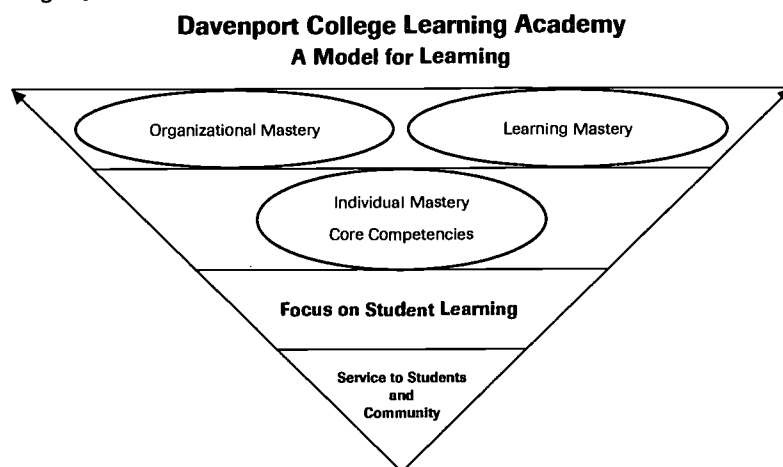 Davenport College Learning Academy
A Model for Learning
Organizational Mastery
Learning Mastery
Individual Mastery
Core Competencies
Focus on Student Learning
Service to Students
and
Community